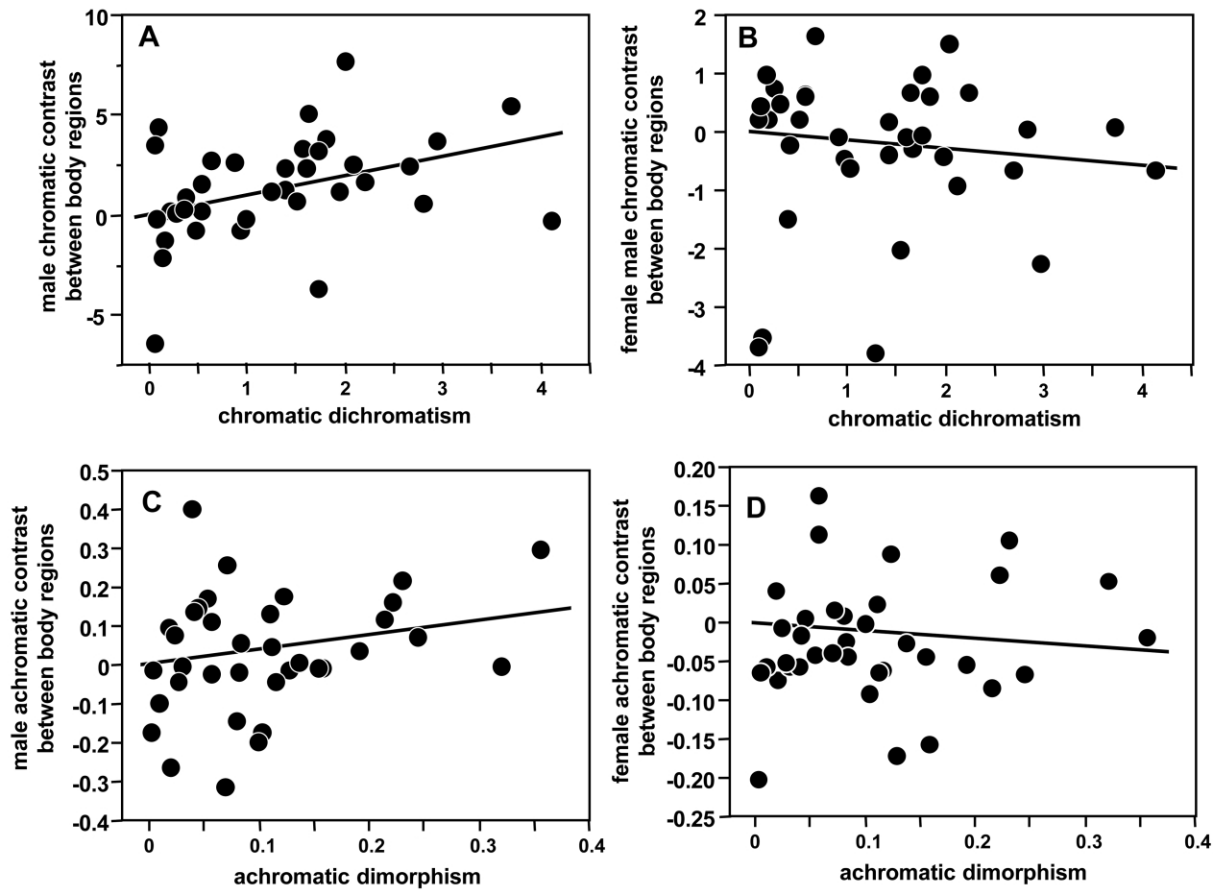 A
10
5
0
-5
male chromatic contrast
between body regions
0 1 2 3 4
chromatic dichromatism
B
2
1
0
-1
-2
-3
-4
female male chromatic contrast
between body regions
0 1 2 3 4
chromatic dichromatism
C
0.5
0.4
0.3
0.2
0.1
0
-0.1
-0.2
-0.3
-0.4
male achromatic contrast
between body regions
0 0.1 0.2 0.3 0.4
achromatic dimorphism
D
0.20
0.15
0.10
0.05
0
-0.05
-0.10
-0.15
-0.20
-0.25
female achromatic contrast
between body regions
0 0.1 0.2 0.3 0.4
achromatic dimorphism